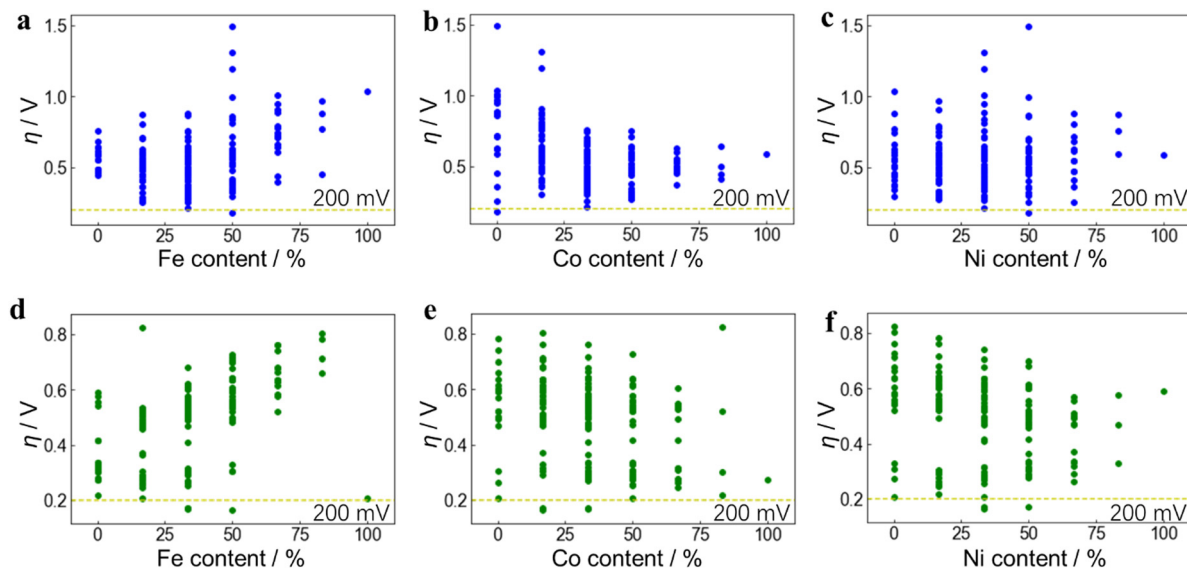 a
1.5
1.0
0.5
η / V
200 mV
0 25 50 75 100
Fe content / %
b
1.5
1.0
0.5
η / V
200 mV
0 25 50 75 100
Co content / %
c
1.5
1.0
0.5
η / V
200 mV
0 25 50 75 100
Ni content / %
d
0.8
0.6
0.4
0.2
η / V
200 mV
0 25 50 75 100
Fe content / %
e
0.8
0.6
0.4
0.2
η / V
200 mV
0 25 50 75 100
Co content / %
f
0.8
0.6
0.4
0.2
η / V
200 mV
0 25 50 75 100
Ni content / %